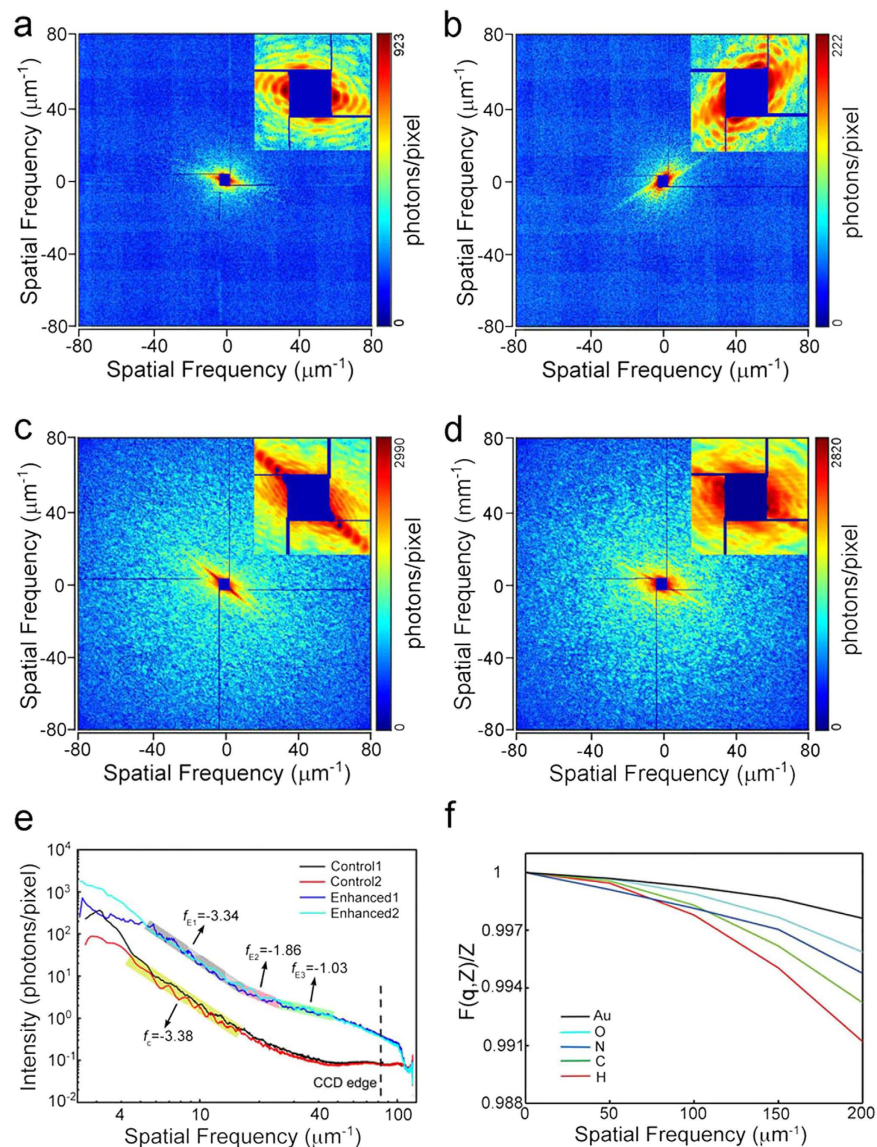 a
80
40
0
-40
-80
Spatial Frequency (μm⁻¹)
-80 -40 0 40 80
Spatial Frequency (μm⁻¹)
923
0
photons/pixel
b
80
40
0
-40
-80
Spatial Frequency (μm⁻¹)
-80 -40 0 40 80
Spatial Frequency (μm⁻¹)
222
0
photons/pixel
c
80
40
0
-40
-80
Spatial Frequency (μm⁻¹)
-80 -40 0 40 80
Spatial Frequency (μm⁻¹)
2990
0
photons/pixel
d
80
40
0
-40
-80
Spatial Frequency (mm⁻¹)
-80 -40 0 40 80
Spatial Frequency (μm⁻¹)
2820
0
photons/pixel
e
10⁴
10³
10²
10¹
10⁰
10⁻¹
10⁻²
Intensity (photons/pixel)
Control1
Control2
Enhanced1
Enhanced2
f_E1=-3.34
f_E2=-1.86
f_E3=-1.03
f_c=-3.38
CCD edge
4 10 40 100
Spatial Frequency (μm⁻¹)
f
1
0.997
0.994
0.991
0.988
F(q,Z)/Z
Au
O
N
C
H
0 50 100 150 200
Spatial Frequency (μm⁻¹)